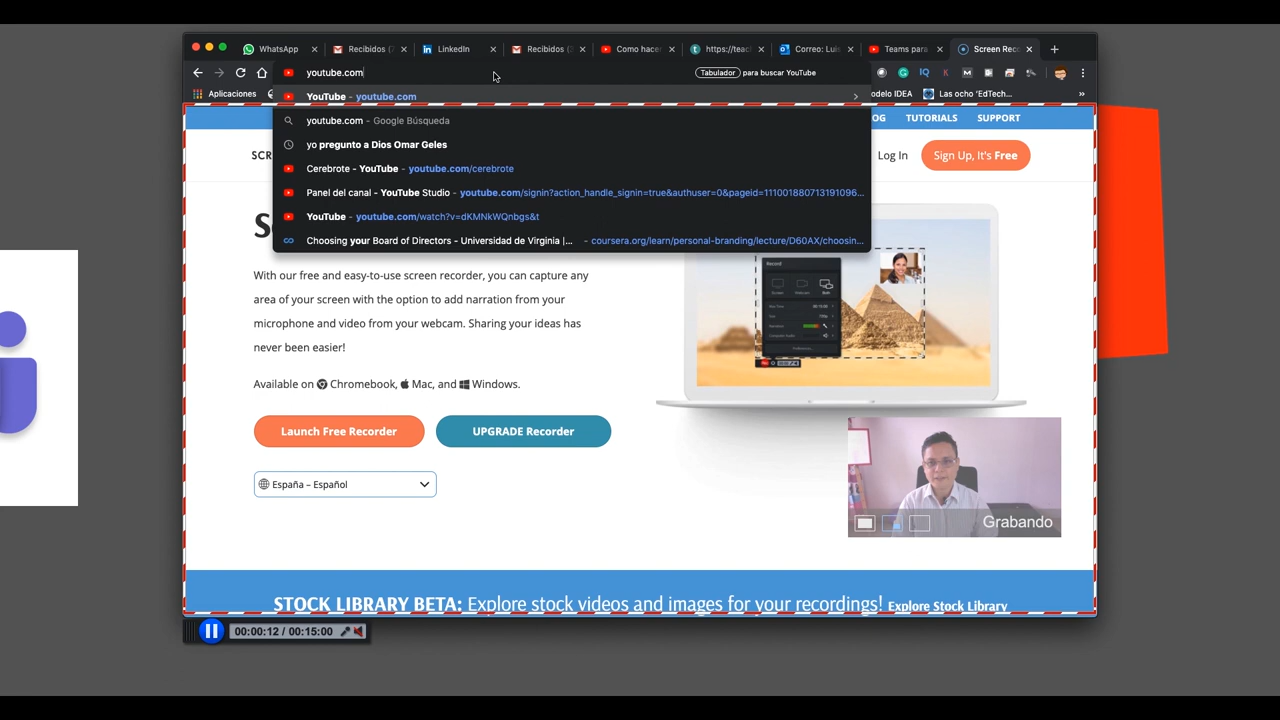 WhatsApp
Recibidos (
LinkedIn
Recibidos (
Como hacer
https://teac
Correo: Luis
Teams para
Screen Rec
youtube.com
Tabulador para buscar YouTube
Aplicaciones
odelo IDEA
Las ocho 'EdTech...
YouTube - youtube.com
youtube.com - Google Búsqueda
yo pregunto a Dios Omar Geles
Cerebrote - YouTube - youtube.com/cerebrote
Panel del canal - YouTube Studio - youtube.com/signin?action_handle_signin=true&authuser=0&pageid=111001880713191096...
YouTube - youtube.com/watch?v=dKMNkWQnbgs&t
Choosing your Board of Directors - Universidad de Virginia |... - coursera.org/learn/personal-branding/lecture/D60AX/choosin...
OG TUTORIALS SUPPORT
SCR
Log In
Sign Up, It's Free
With our free and easy-to-use screen recorder, you can capture any
area of your screen with the option to add narration from your
microphone and video from your webcam. Sharing your ideas has
never been easier!
Available on Chromebook, Mac, and Windows.
Launch Free Recorder
UPGRADE Recorder
España – Español
Record
Grabando
STOCK LIBRARY BETA: Explore stock videos and images for your recordings! Explore Stock Library
00:00:12 / 00:15:00